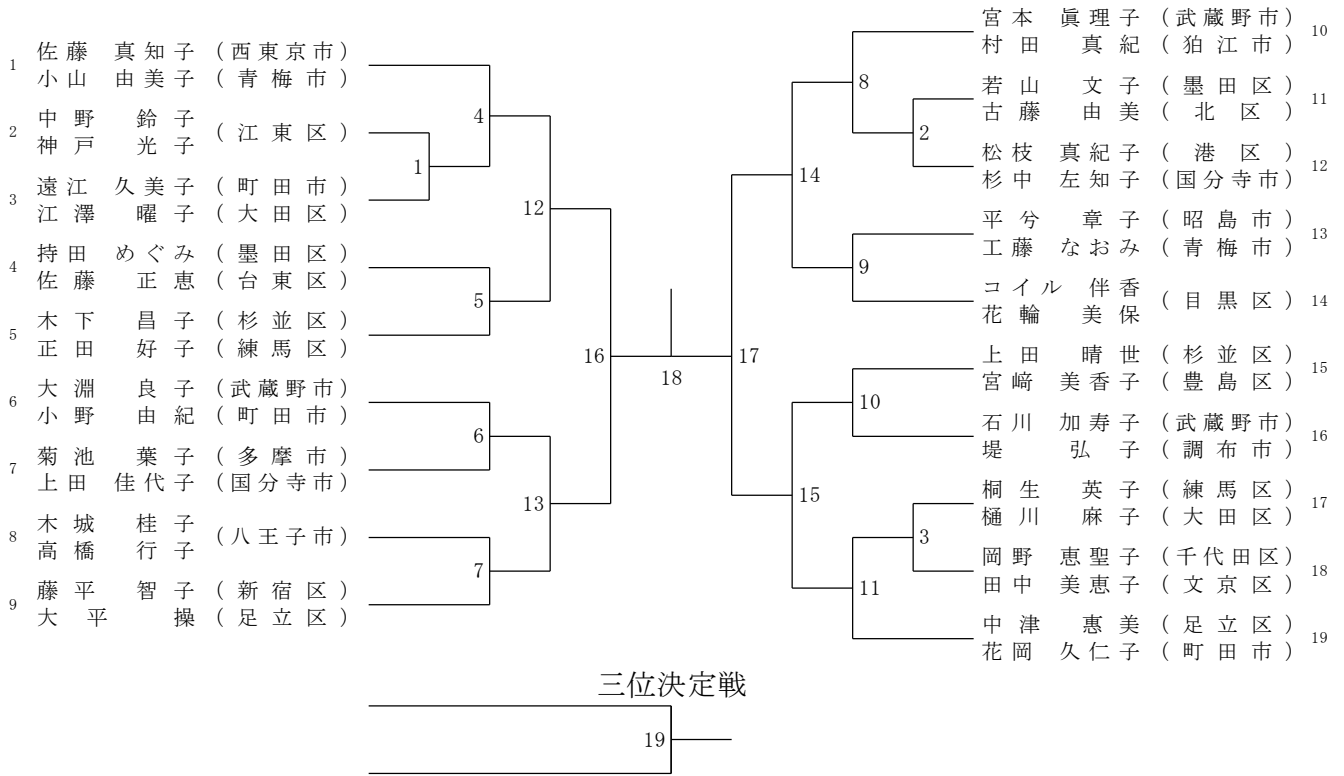 1 佐藤 真知子 (西東京市)
小山 由美子 (青梅市)
2 中野 鈴子 (江東区)
神戸 光子
3 遠江 久美子 (町田市)
江澤 曜子 (大田区)
4 持田 めぐみ (墨田区)
佐藤 正恵 (台東区)
5 木下 昌子 (杉並区)
正田 好子 (練馬区)
6 大淵 良子 (武蔵野市)
小野 由紀 (町田市)
7 菊池 葉子 (多摩市)
上田 佳代子 (国分寺市)
8 木城 桂子 (八王子市)
高橋 行子
9 藤平 智子 (新宿区)
大平 操 (足立区)
4
1
12
5
16
6
13
7
18
8
2
14
9
17
10
15
3
11
宮本 眞理子 (武蔵野市) 10
村田 真紀 (狛江市)
若山 文子 (墨田区) 11
古藤 由美 (北区)
松枝 真紀子 (港区) 12
杉中 左知子 (国分寺市)
平兮 章子 (昭島市) 13
工藤 なおみ (青梅市)
コイル 伴香 (目黒区) 14
花輪 美保
上田 晴世 (杉並区) 15
宮﨑 美香子 (豊島区)
石川 加寿子 (武蔵野市) 16
堤 弘子 (調布市)
桐生 英子 (練馬区) 17
樋川 麻子 (大田区)
岡野 恵聖子 (千代田区) 18
田中 美恵子 (文京区)
中津 惠美 (足立区) 19
花岡 久仁子 (町田市)
三位決定戦
19